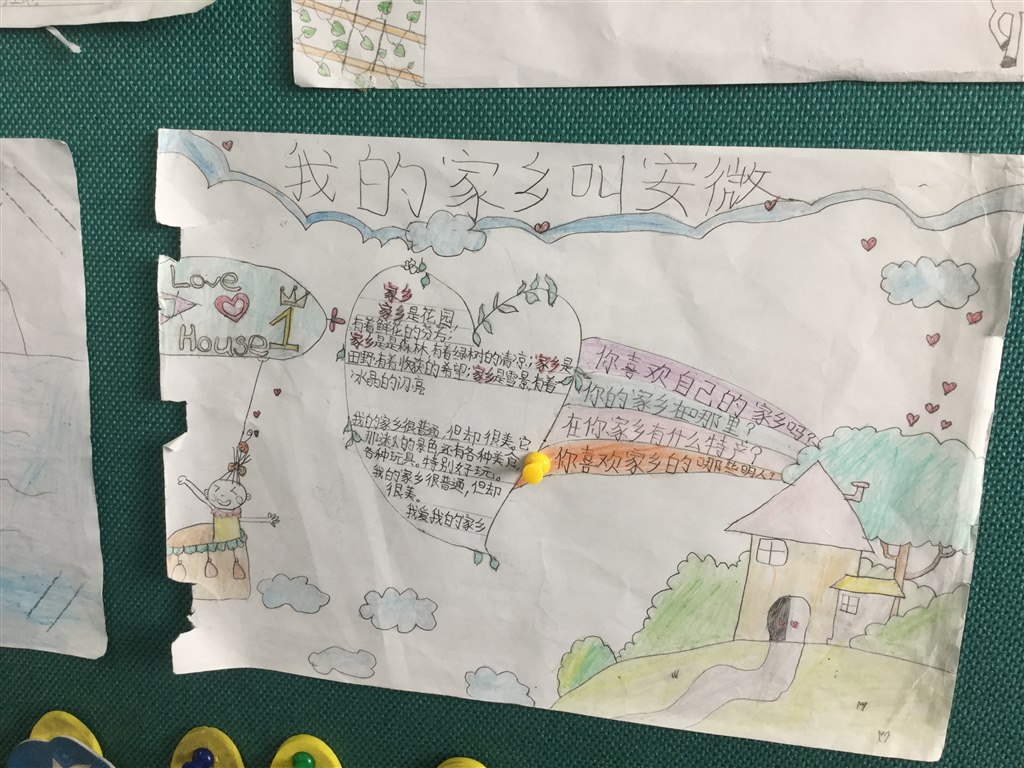 我的家乡叫安微
Love
House 1
家乡
家乡是花园,
有着鲜花的芬芳;
家乡是森林,有着绿树的清凉;家乡是
田野,有着收获的希望;家乡是雪景,有着
冰晶的闪亮
我的家乡很普通,但却很美,它
那迷人的景色,还有各种美食
各种玩具。特别好玩。
我的家乡很普通,但却
很美。
我爱我的家乡
你喜欢自己的家乡吗?
你的家乡在那里?
在你家乡有什么特产?
你喜欢家乡的哪些明人?